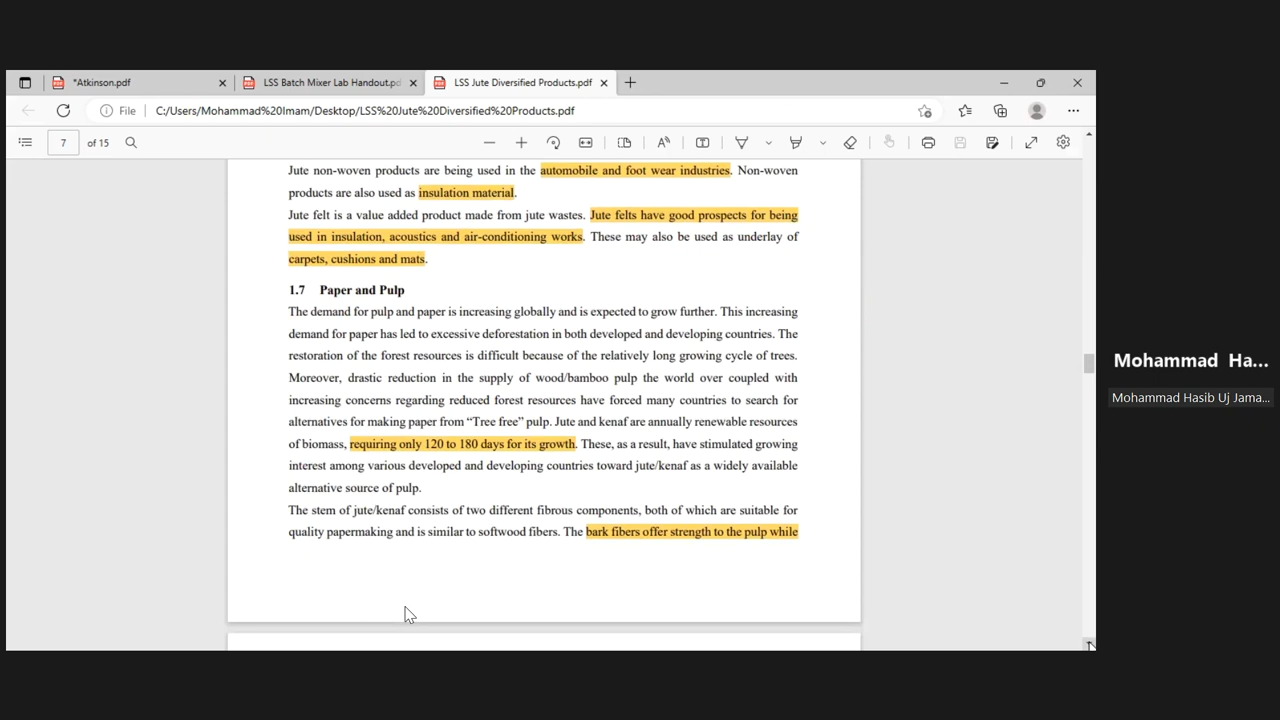 *Atkinson.pdf
LSS Batch Mixer Lab Handout.pd
LSS Jute Diversified Products.pdf
File
C:/Users/Mohammad%20Imam/Desktop/LSS%20Jute%20Diversified%20Products.pdf
7 of 15
Jute non-woven products are being used in the automobile and foot wear industries. Non-woven
products are also used as insulation material.
Jute felt is a value added product made from jute wastes. Jute felts have good prospects for being
used in insulation, acoustics and air-conditioning works. These may also be used as underlay of
carpets, cushions and mats.
1.7 Paper and Pulp
The demand for pulp and paper is increasing globally and is expected to grow further. This increasing
demand for paper has led to excessive deforestation in both developed and developing countries. The
restoration of the forest resources is difficult because of the relatively long growing cycle of trees.
Moreover, drastic reduction in the supply of wood/bamboo pulp the world over coupled with
increasing concerns regarding reduced forest resources have forced many countries to search for
alternatives for making paper from “Tree free” pulp. Jute and kenaf are annually renewable resources
of biomass, requiring only 120 to 180 days for its growth. These, as a result, have stimulated growing
interest among various developed and developing countries toward jute/kenaf as a widely available
alternative source of pulp.
The stem of jute/kenaf consists of two different fibrous components, both of which are suitable for
quality papermaking and is similar to softwood fibers. The bark fibers offer strength to the pulp while
Mohammad Ha...
Mohammad Hasib Uj Jama...